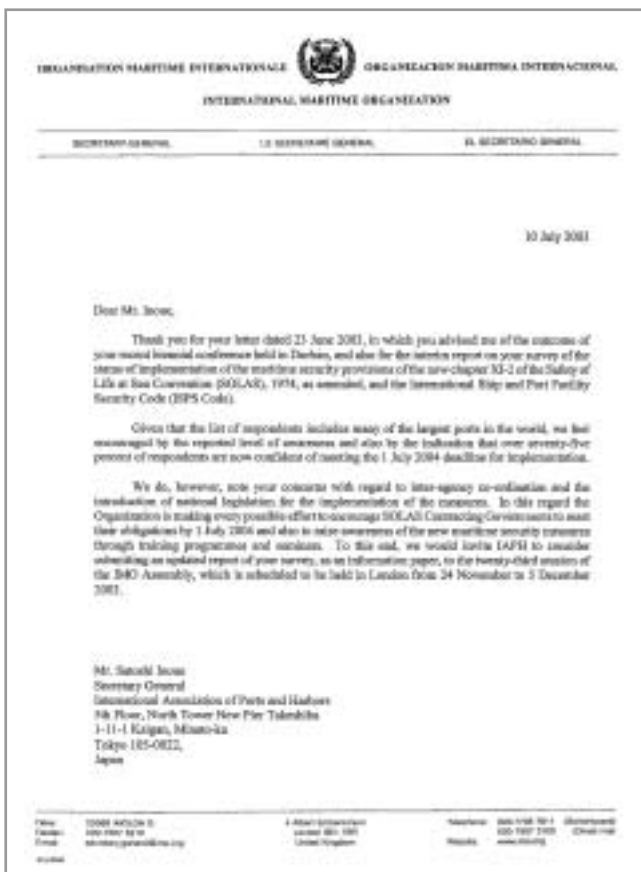 ORGANISATION MARITIME INTERNATIONALE
ORGANIZACION MARITIMA INTERNACIONAL
INTERNATIONAL MARITIME ORGANIZATION
SECRETARY-GENERAL LE SECRETAIRE GENERAL EL SECRETARIO GENERAL
10 July 2003
Dear Mr. Inoue,
Thank you for your letter dated 23 June 2003, in which you advised me of the outcome of
your recent biennial conference held in Durban, and also for the interim report on your survey of the
status of implementation of the maritime security provisions of the new chapter XI-2 of the Safety of
Life at Sea Convention (SOLAS), 1974, as amended, and the International Ship and Port Facility
Security Code (ISPS Code).
Given that the list of respondents includes many of the largest ports in the world, we feel
encouraged by the reported level of awareness and also by the indication that over seventy-five
percent of respondents are now confident of meeting the 1 July 2004 deadline for implementation.
We do, however, note your concerns with regard to inter-agency co-ordination and the
introduction of national legislation for the implementation of the measures. In this regard the
Organization is making every possible effort to encourage SOLAS Contracting Governments to meet
their obligations by 1 July 2004 and also to raise awareness of the new maritime security measures
through training programmes and seminars. To this end, we would invite IAPH to consider
submitting an updated report of your survey, as an information paper, to the twenty-third session of
the IMO Assembly, which is scheduled to be held in London from 24 November to 5 December
2003.
Mr. Satoshi Inoue
Secretary General
International Association of Ports and Harbors
5th Floor, North Tower New Pier Takeshiba
1-11-1 Kaigan, Minato-ku
Tokyo 105-0022,
Japan
4 Albert Embankment
London SE1 7SR
United Kingdom
Telephone
Website www.imo.org